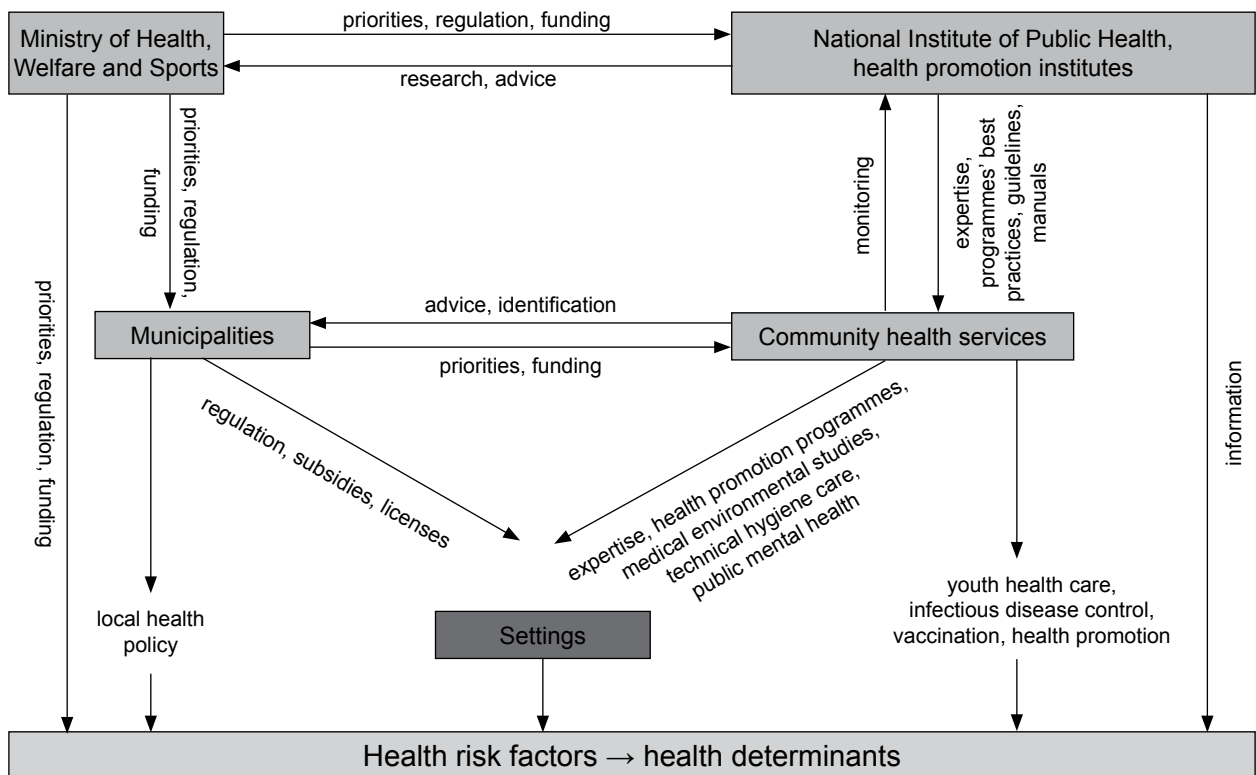 priorities, regulation, funding
Ministry of Health,
Welfare and Sports
National Institute of Public Health,
health promotion institutes
research, advice
priorities, regulation,
funding
monitoring
expertise,
programmes’ best
practices, guidelines,
manuals
priorities, regulation, funding
advice, identification
Municipalities
Community health services
priorities, funding
information
regulation, subsidies, licenses
expertise, health promotion programmes,
medical environmental studies,
technical hygiene care,
public mental health
local health
policy
youth health care,
infectious disease control,
vaccination, health promotion
Settings
Health risk factors → health determinants